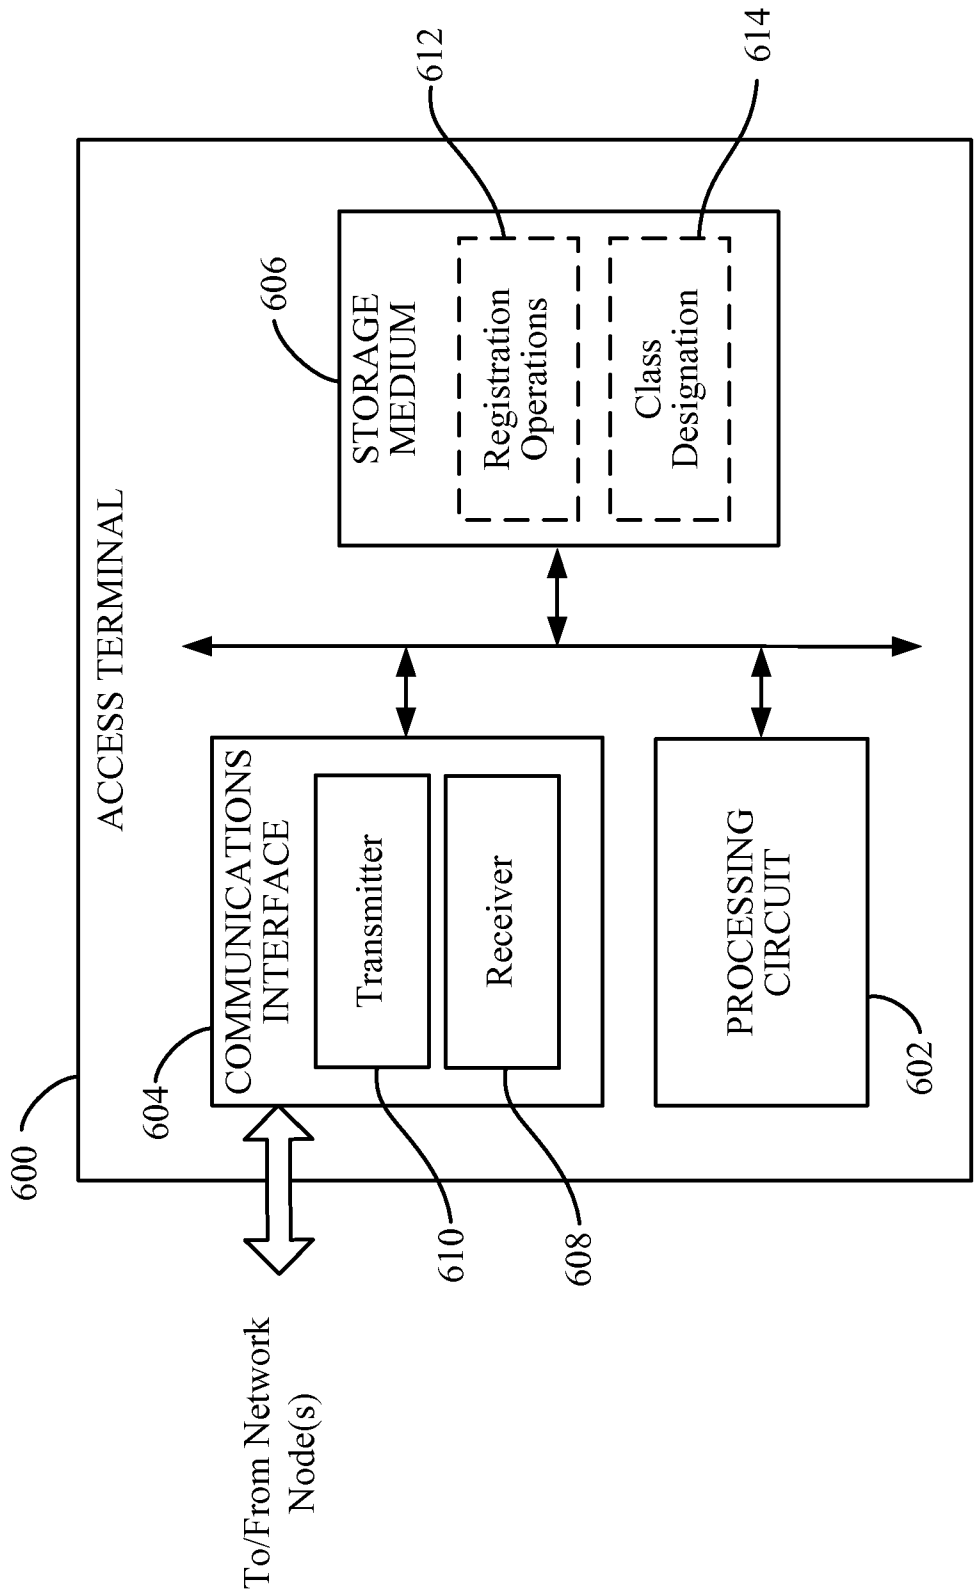 600
ACCESS TERMINAL
604
COMMUNICATIONS
INTERFACE
Transmitter
Receiver
610
608
To/From Network
Node(s)
606
STORAGE
MEDIUM
Registration
Operations
Class
Designation
612
614
PROCESSING
CIRCUIT
602